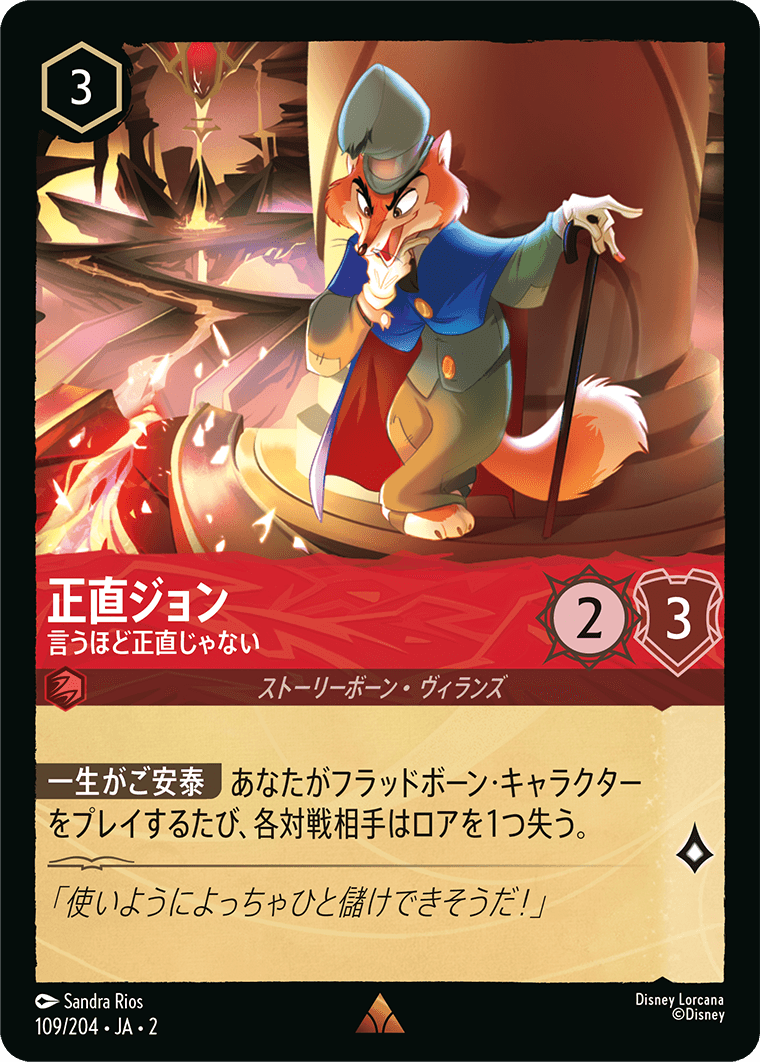 3
正直ジョン
言うほど正直じゃない
2
3
ストーリーボーン・ヴィランズ
一生がご安泰 あなたがフラッドボーン・キャラクター
をプレイするたび、各対戦相手はロアを1つ失う。
「使いようによっちゃひと儲けできそうだ!」
Sandra Rios
109/204 • JA • 2
Disney Lorcana
©Disney